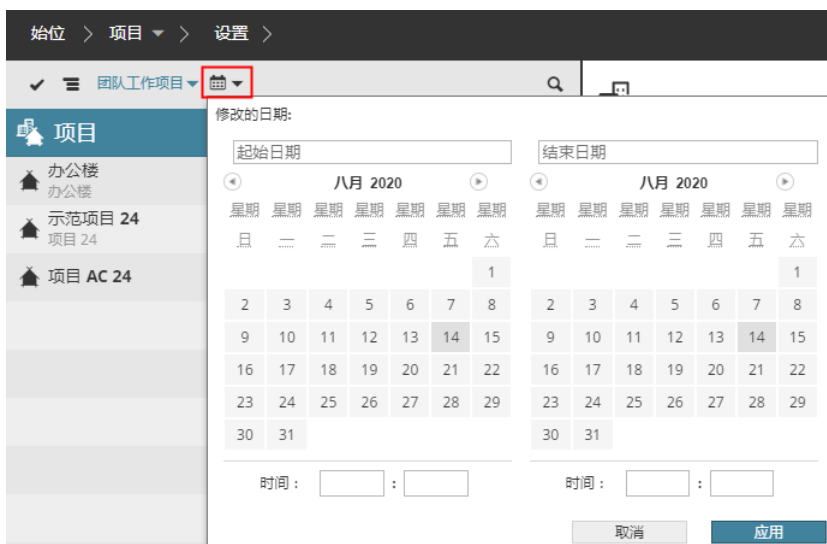 始位 项目 设置
团队工作项目
项目
办公楼
办公楼
示范项目 24
项目 24
项目 AC 24
修改的日期:
起始日期
八月 2020
星期日 星期一 星期二 星期三 星期四 星期五 星期六
1
2 3 4 5 6 7 8
9 10 11 12 13 14 15
16 17 18 19 20 21 22
23 24 25 26 27 28 29
30 31
时间 : :
结束日期
八月 2020
星期日 星期一 星期二 星期三 星期四 星期五 星期六
1
2 3 4 5 6 7 8
9 10 11 12 13 14 15
16 17 18 19 20 21 22
23 24 25 26 27 28 29
30 31
时间 : :
取消 应用